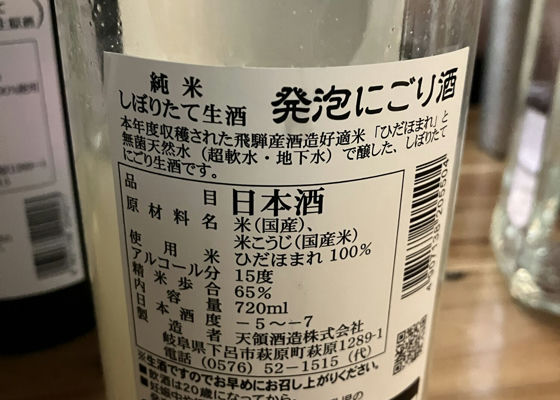 純米
しぼりたて生酒
発泡にごり酒
本年度収穫された飛騨産酒造好適米「ひだほまれ」と
無菌天然水（超軟水・地下水）で醸した、しぼりたて
にごり生酒です。
品目 日本酒
原材料名 米（国産）、
米こうじ（国産米）
使用米 ひだほまれ 100%
アルコール分 15度
精米歩合 65%
内容量 720ml
日本酒度 －5～－7
製造者 天領酒造株式会社
岐阜県下呂市萩原町萩原1289-1
電話（0576）52－1515（代）
※生酒ですのでお早めにお召し上がりください。
■飲酒は20歳になってから。